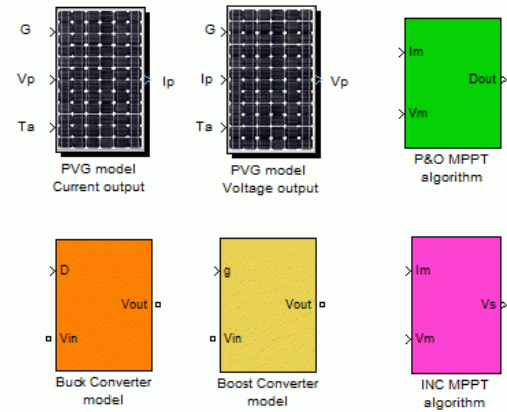 G
Vp
Ta
Ip
PVG model
Current output
G
Ip
Ta
Vp
PVG model
Voltage output
Im
Vm
Dout
P&O MPPT
algorithm
D
Vin
Vout
Buck Converter
model
g
Vin
Vout
Boost Converter
model
Im
Vm
Vs
INC MPPT
algorithm